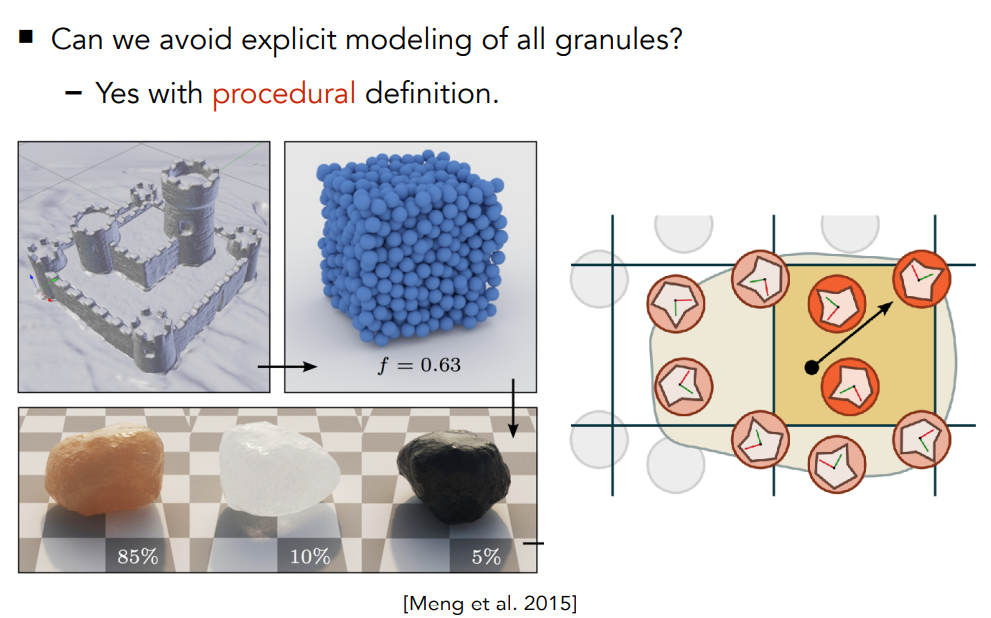 ■ Can we avoid explicit modeling of all granules?
– Yes with procedural definition.
f = 0.63
85%
10%
5%
[Meng et al. 2015]